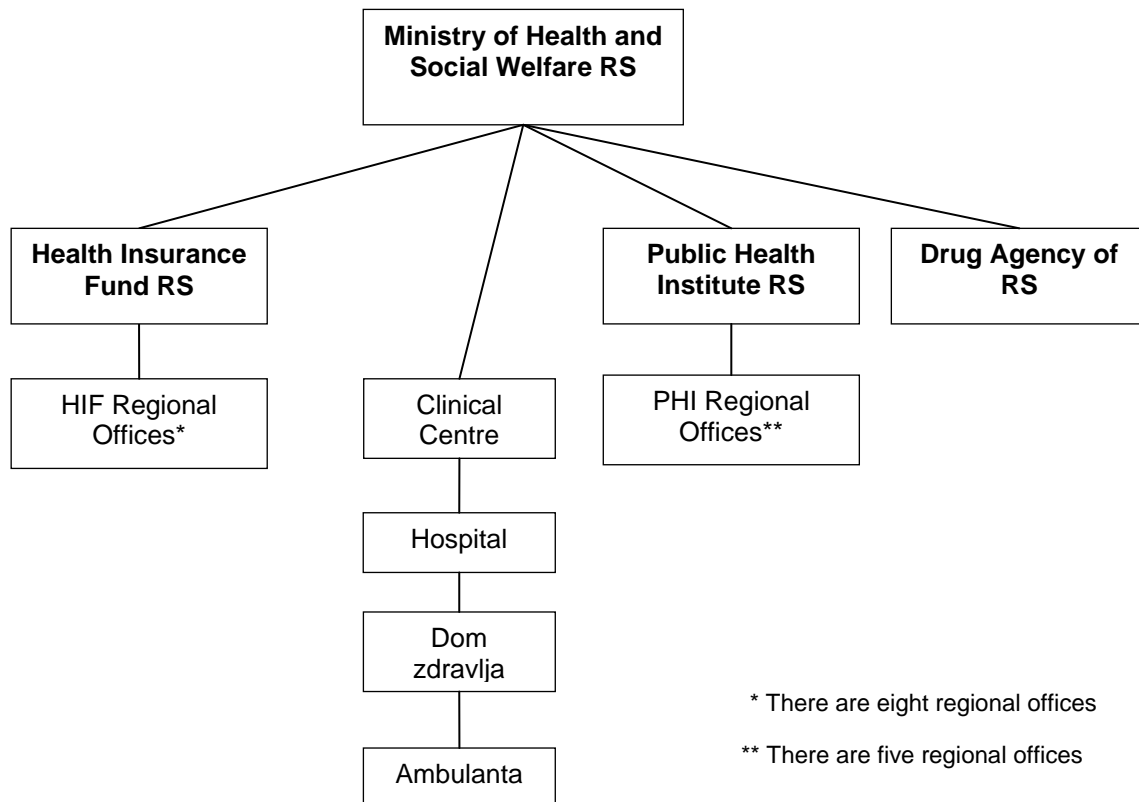 Ministry of Health and
Social Welfare RS
Health Insurance
Fund RS
Public Health
Institute RS
Drug Agency of
RS
HIF Regional
Offices*
Clinical
Centre
PHI Regional
Offices**
Hospital
Dom
zdravlja
Ambulanta
* There are eight regional offices
** There are five regional offices